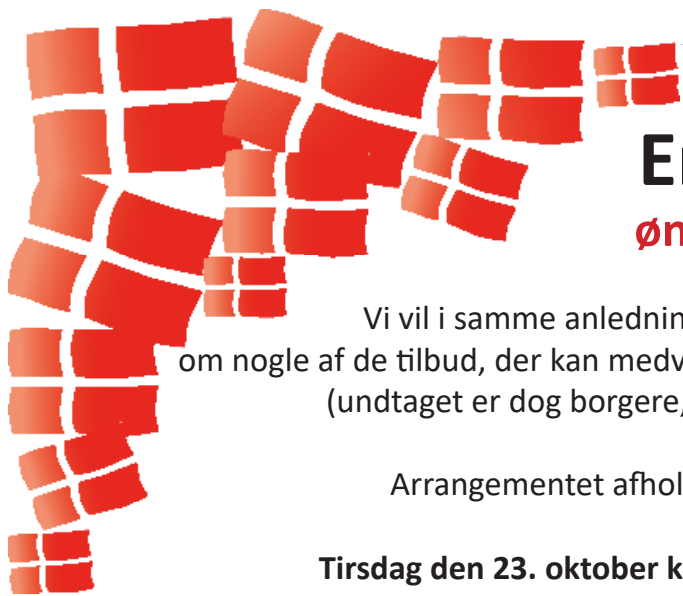 Er
øn
Vi vil i samme anlednin
om nogle af de tilbud, der kan medv
(undtaget er dog borgere,
Arrangementet afhol
Tirsdag den 23. oktober k